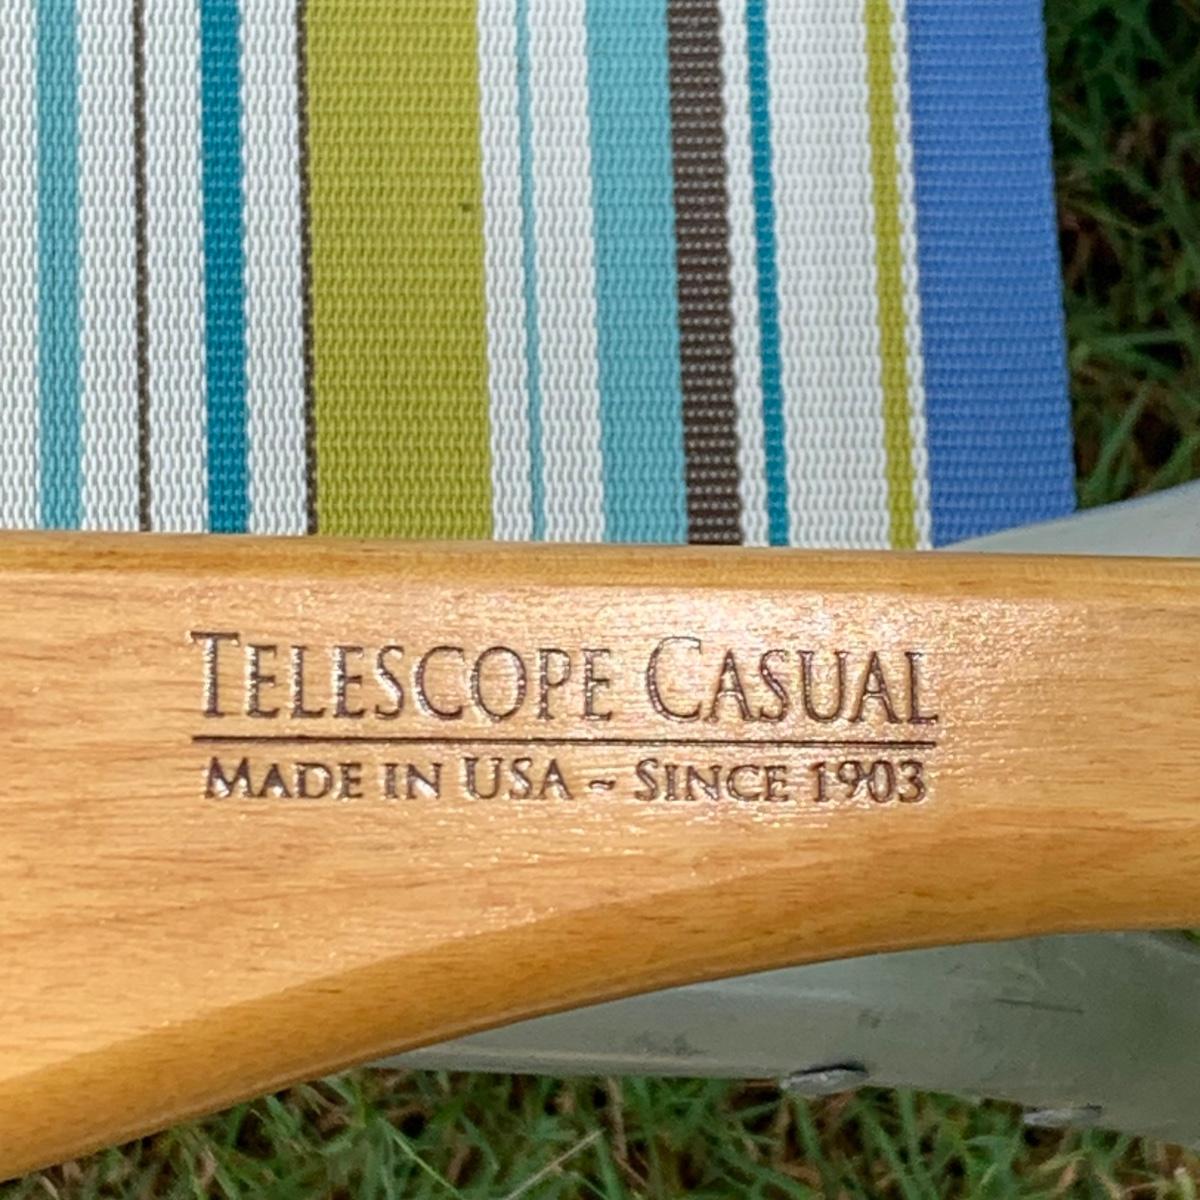 TELESCOPE CASUAL
MADE IN USA ~ SINCE 1903